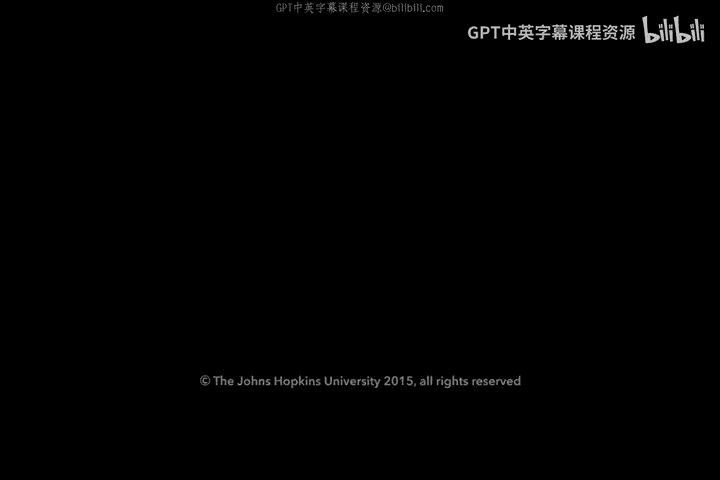 GPT中英字幕课程资源@bilibili.com
GPT中英字幕课程资源 bilibili
© The Johns Hopkins University 2015, all rights reserved